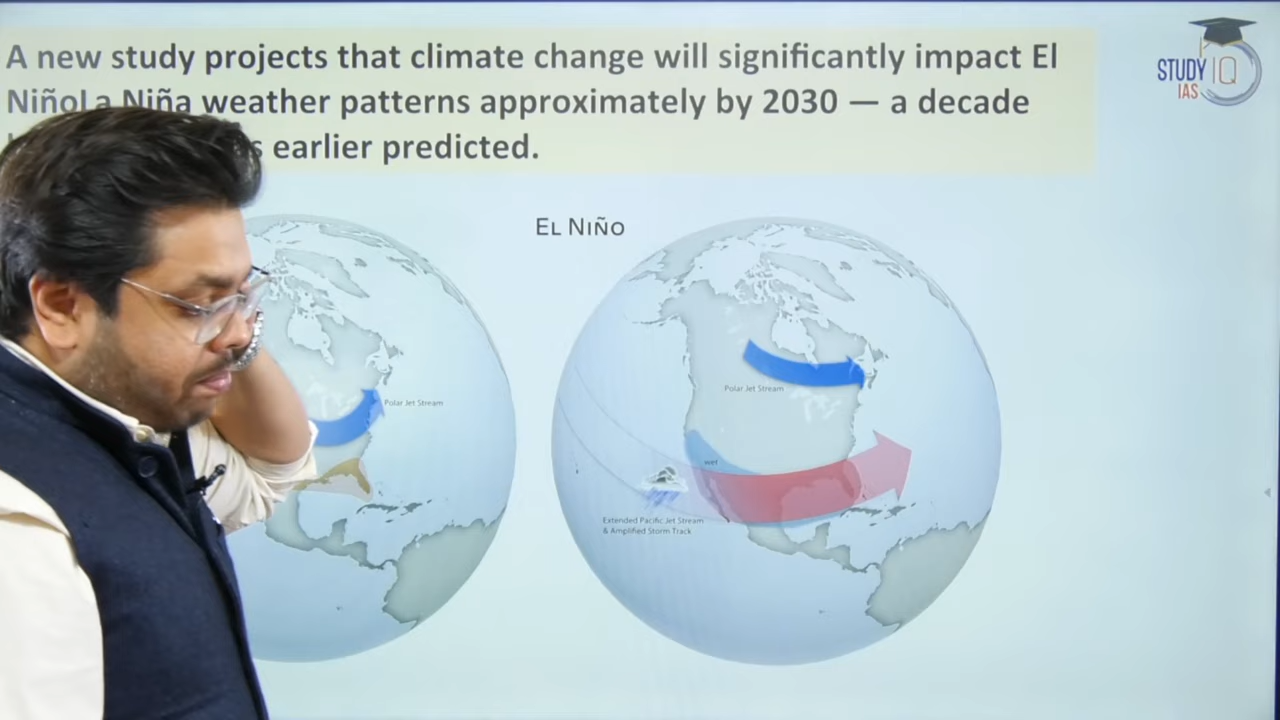 A new study projects that climate change will significantly impact El
NiñoLa Niña weather patterns approximately by 2030 — a decade
earlier predicted.
STUDY IQ
IAS
EL NIÑO
Polar Jet Stream
Polar Jet Stream
wet
Extended Pacific Jet Stream
& Amplified Storm Track